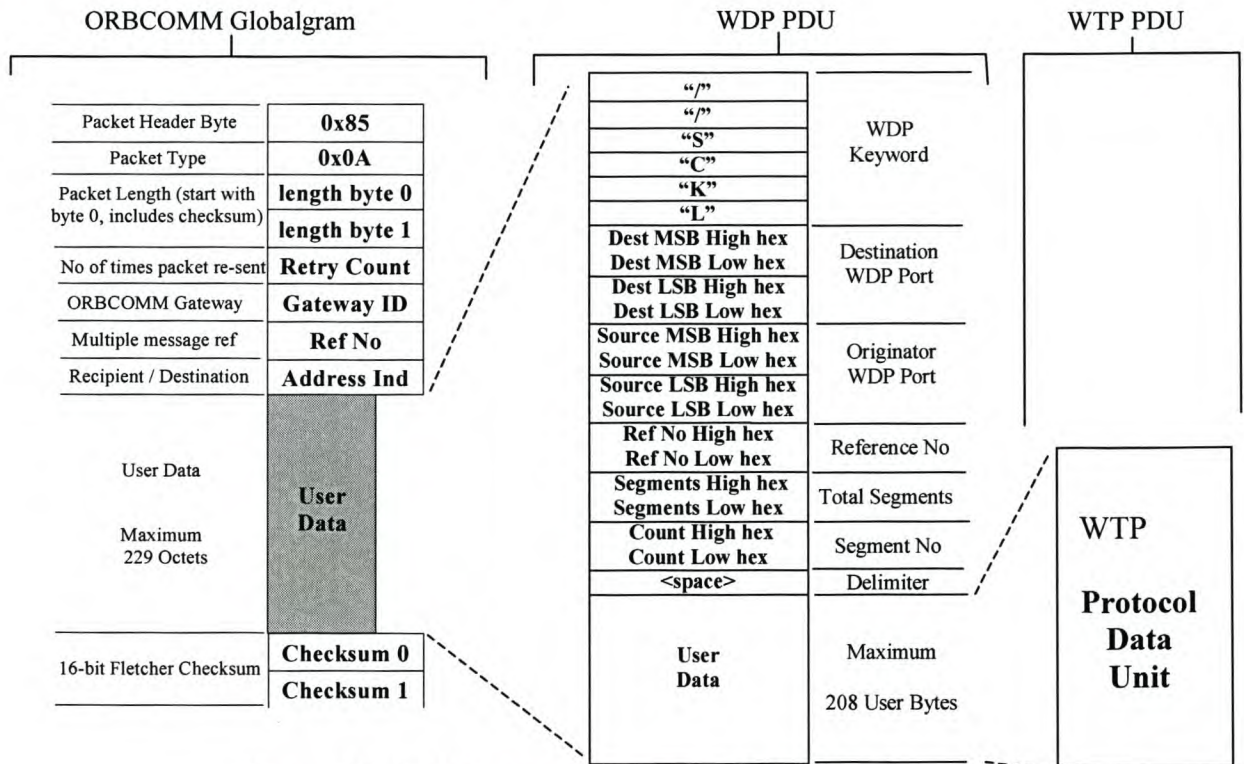 ORBCOMM Globalgram
WDP PDU
WTP PDU
Packet Header Byte
0x85
Packet Type
0x0A
Packet Length (start with
byte 0, includes checksum)
length byte 0
length byte 1
No of times packet re-sent
Retry Count
ORBCOMM Gateway
Gateway ID
Multiple message ref
Ref No
Recipient / Destination
Address Ind
User Data
Maximum
229 Octets
User
Data
16-bit Fletcher Checksum
Checksum 0
Checksum 1
“/”
“/”
“S”
“C”
“K”
“L”
WDP
Keyword
Dest MSB High hex
Dest MSB Low hex
Dest LSB High hex
Dest LSB Low hex
Destination
WDP Port
Source MSB High hex
Source MSB Low hex
Source LSB High hex
Source LSB Low hex
Originator
WDP Port
Ref No High hex
Ref No Low hex
Reference No
Segments High hex
Segments Low hex
Total Segments
Count High hex
Count Low hex
Segment No
<space>
Delimiter
User
Data
Maximum
208 User Bytes
WTP
Protocol
Data
Unit